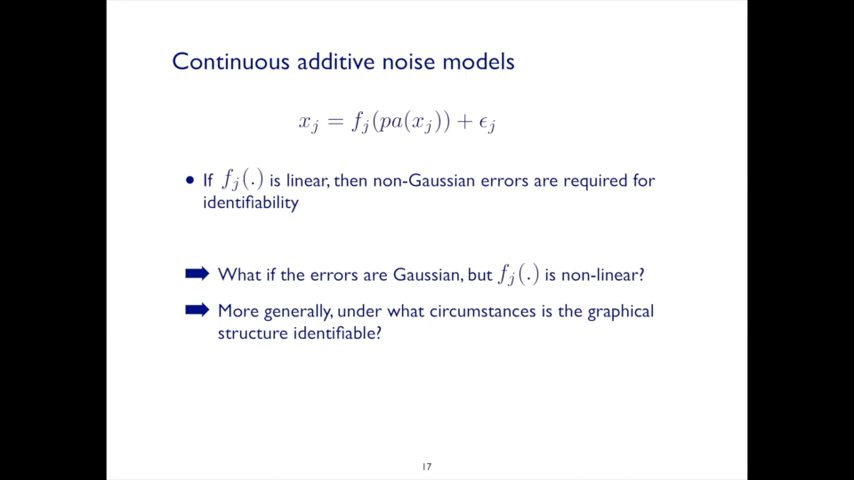 Continuous additive noise models
x_j = f_j(pa(x_j)) + ϵ_j
• If f_j(.) is linear, then non-Gaussian errors are required for
identifiability
➡ What if the errors are Gaussian, but f_j(.) is non-linear?
➡ More generally, under what circumstances is the graphical
structure identifiable?
17